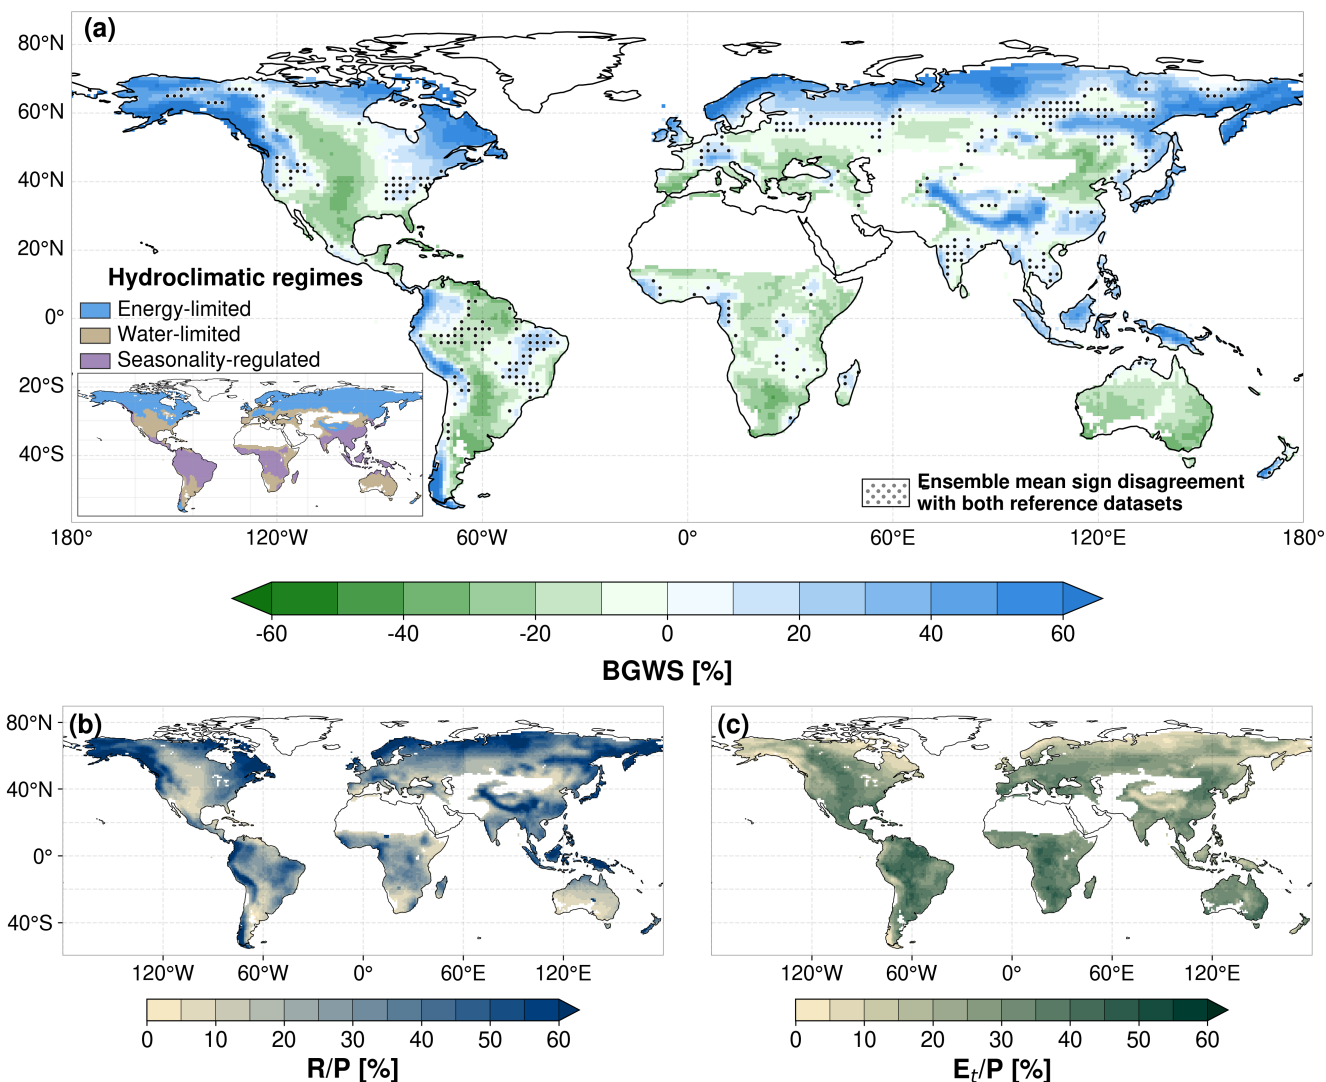 (a)
80°N
60°N
40°N
20°N
0°
20°S
40°S
Hydroclimatic regimes
Energy-limited
Water-limited
Seasonality-regulated
Ensemble mean sign disagreement
with both reference datasets
180° 120°W 60°W 0° 60°E 120°E 180°
-60 -40 -20 0 20 40 60
BGWS [%]
(b)
80°N
40°N
0°
40°S
120°W 60°W 0° 60°E 120°E
0 10 20 30 40 50 60
R/P [%]
(c)
120°W 60°W 0° 60°E 120°E
0 10 20 30 40 50 60
Eₜ/P [%]